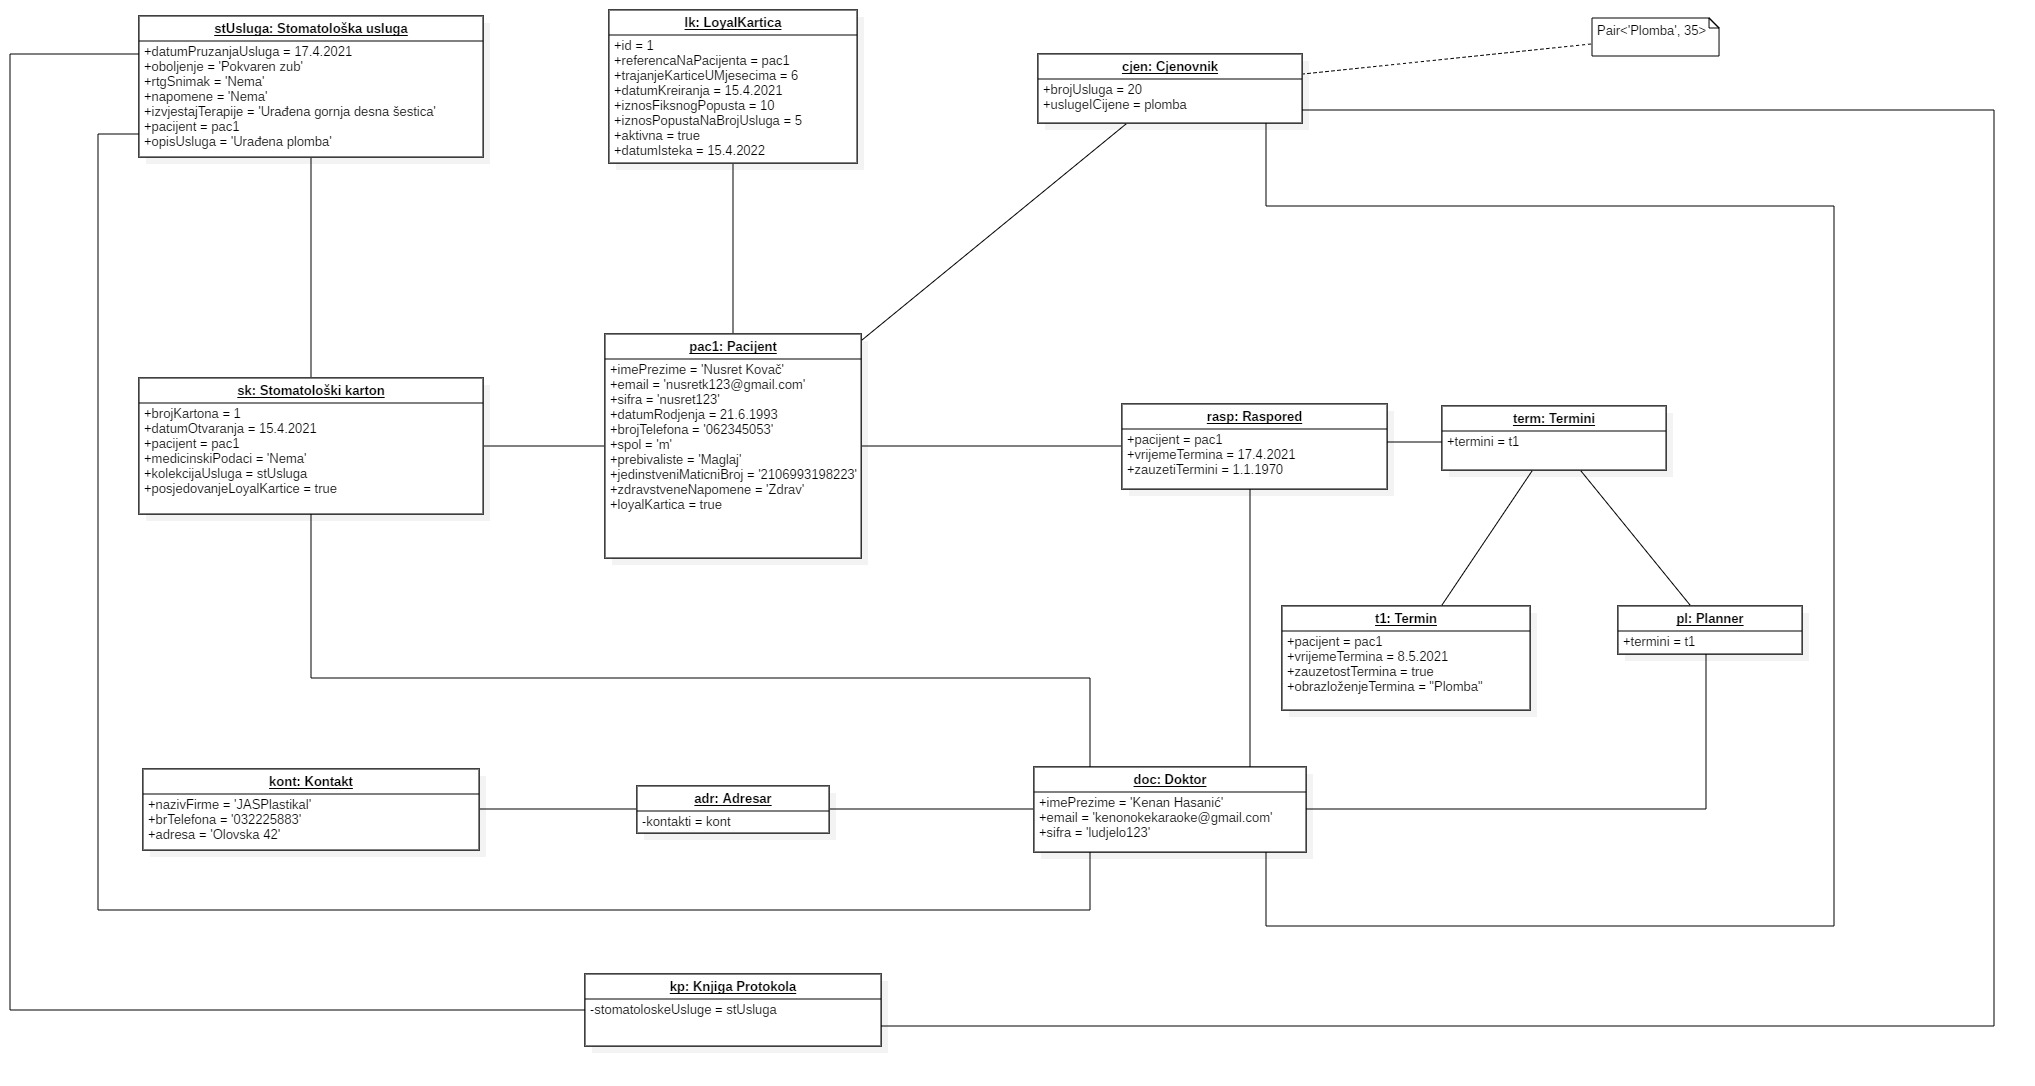 stUsluga: Stomatološka usluga
+datumPruzanjaUsluga = 17.4.2021
+oboljenje = 'Pokvaren zub'
+rtgSnimak = 'Nema'
+napomene = 'Nema'
+izvjestajTerapije = 'Urađena gornja desna šestica'
+pacijent = pac1
+opisUsluga = 'Urađena plomba'
lk: LoyalKartica
+id = 1
+referencaNaPacijenta = pac1
+trajanjeKarticeUMjesecima = 6
+datumKreiranja = 15.4.2021
+iznosFiksnogPopusta = 10
+iznosPopustaNaBrojUsluga = 5
+aktivna = true
+datumIsteka = 15.4.2022
cjen: Cjenovnik
+brojUsluga = 20
+uslugeICijene = plomba
Pair<'Plomba', 35>
sk: Stomatološki karton
+brojKartona = 1
+datumOtvaranja = 15.4.2021
+pacijent = pac1
+medicinskiPodaci = 'Nema'
+kolekcijaUsluga = stUsluga
+posjedovanjeLoyalKartice = true
pac1: Pacijent
+imePrezime = 'Nusret Kovač'
+email = 'nusretk123@gmail.com'
+sifra = 'nusret123'
+datumRodjenja = 21.6.1993
+brojTelefona = '062345053'
+spol = 'm'
+prebivaliste = 'Maglaj'
+jedinstveniMaticniBroj = '2106993198223'
+zdravstveneNapomene = 'Zdrav'
+loyalKartica = true
rasp: Raspored
+pacijent = pac1
+vrijemeTermina = 17.4.2021
+zauzetiTermini = 1.1.1970
term: Termini
+termini = t1
t1: Termin
+pacijent = pac1
+vrijemeTermina = 8.5.2021
+zauzetostTermina = true
+obrazloženjeTermina = "Plomba"
pl: Planner
+termini = t1
kont: Kontakt
+nazivFirme = 'JASPlastikal'
+brTelefona = '032225883'
+adresa = 'Olovska 42'
adr: Adresar
-kontakti = kont
doc: Doktor
+imePrezime = 'Kenan Hasanić'
+email = 'kenonokekaraoke@gmail.com'
+sifra = 'ludjelo123'
kp: Knjiga Protokola
-stomatoloskeUsluge = stUsluga